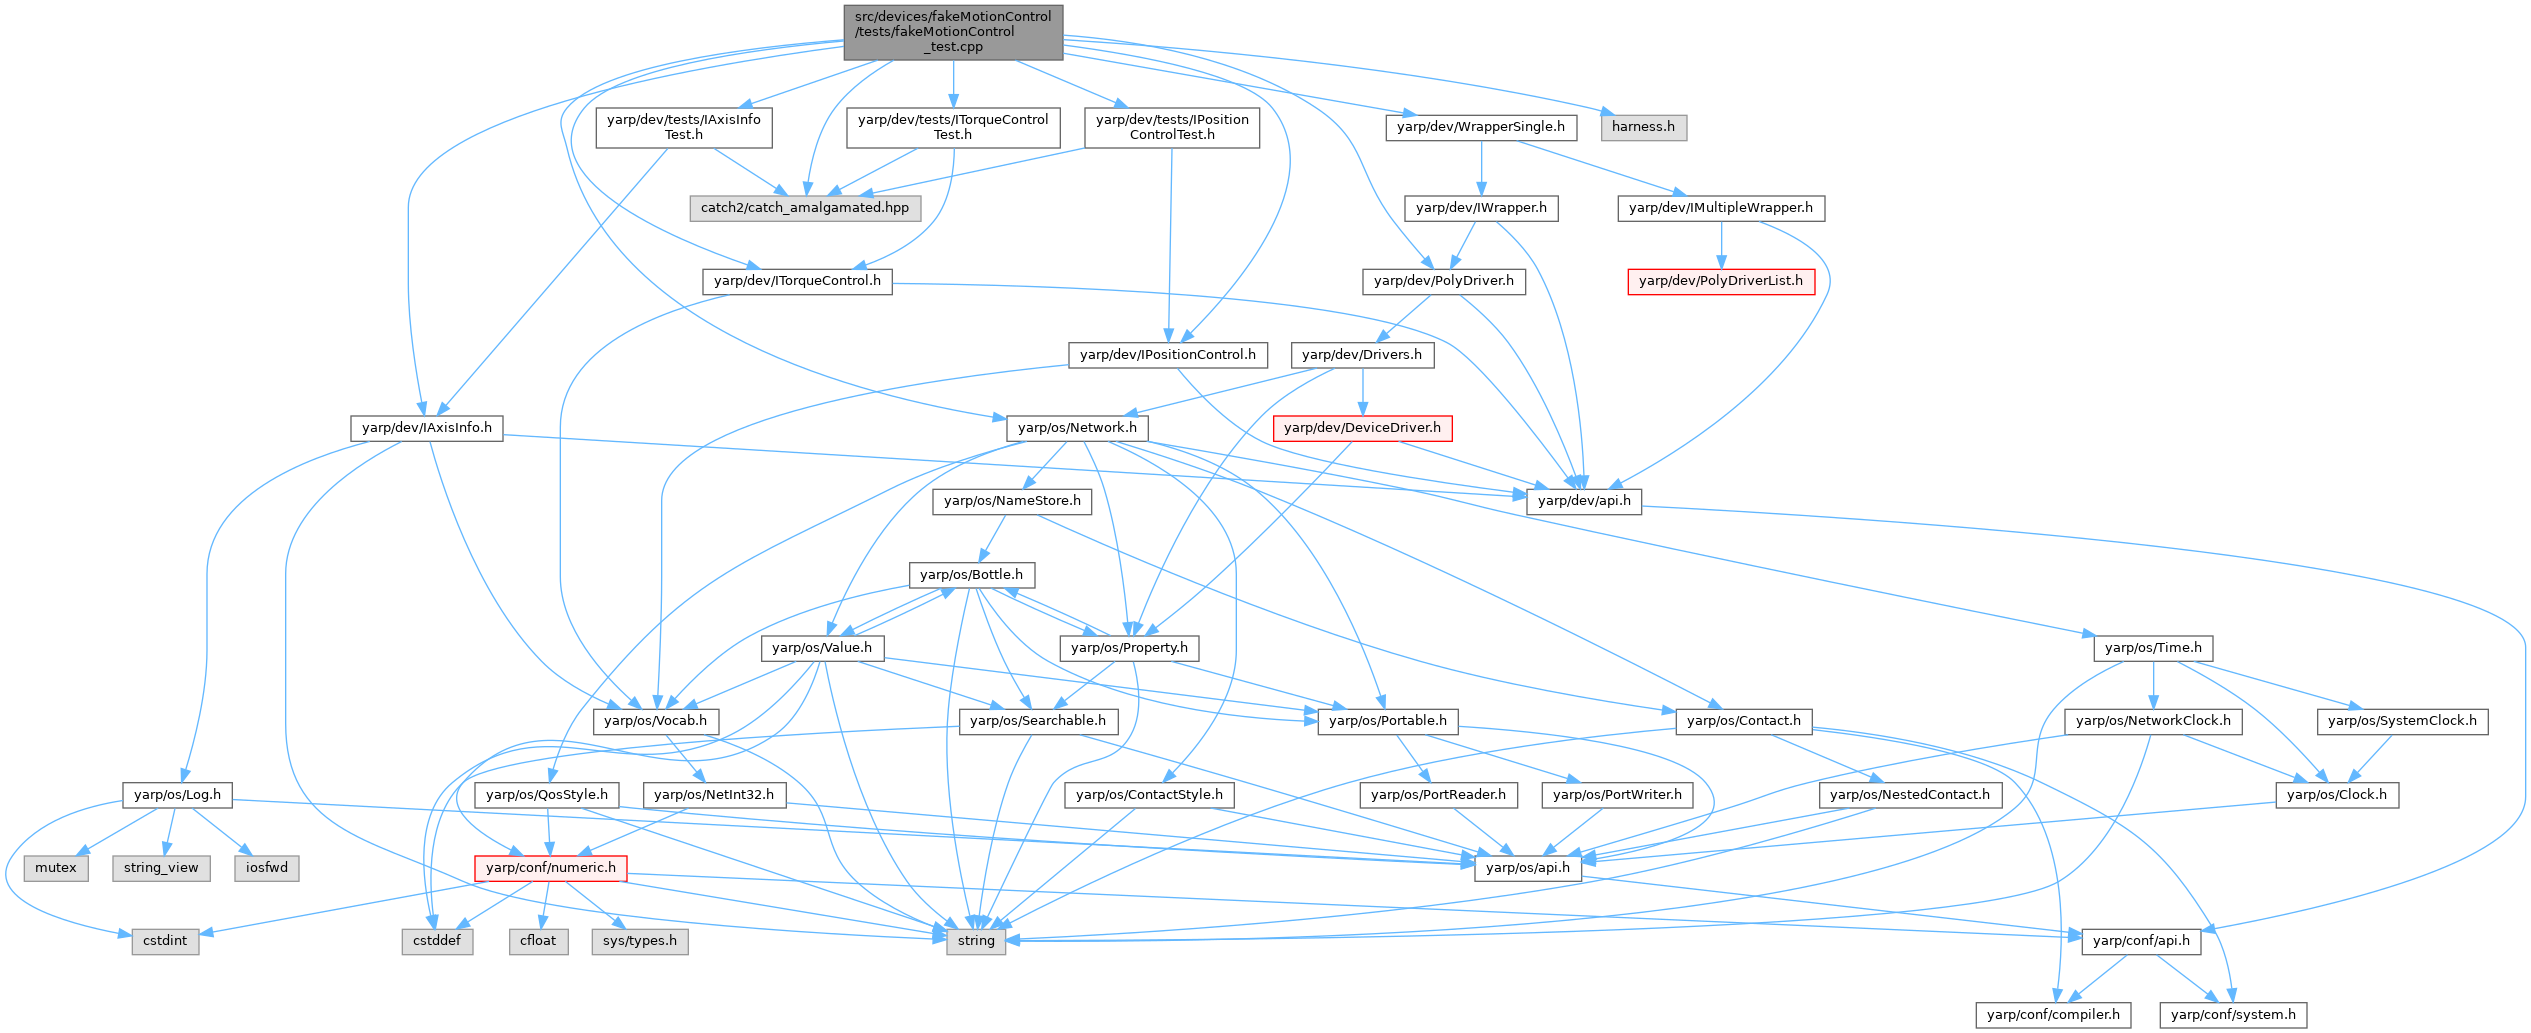 src/devices/fakeMotionControl
/tests/fakeMotionControl
_test.cpp
yarp/dev/tests/IAxisInfo
Test.h
yarp/dev/tests/ITorqueControl
Test.h
yarp/dev/tests/IPosition
ControlTest.h
yarp/dev/WrapperSingle.h
harness.h
catch2/catch_amalgamated.hpp
yarp/dev/IWrapper.h
yarp/dev/IMultipleWrapper.h
yarp/dev/ITorqueControl.h
yarp/dev/PolyDriver.h
yarp/dev/PolyDriverList.h
yarp/dev/IPositionControl.h
yarp/dev/Drivers.h
yarp/dev/IAxisInfo.h
yarp/os/Network.h
yarp/dev/DeviceDriver.h
yarp/os/NameStore.h
yarp/dev/api.h
yarp/os/Bottle.h
yarp/os/Value.h
yarp/os/Property.h
yarp/os/Time.h
yarp/os/Vocab.h
yarp/os/Searchable.h
yarp/os/Portable.h
yarp/os/Contact.h
yarp/os/NetworkClock.h
yarp/os/SystemClock.h
yarp/os/Log.h
yarp/os/QosStyle.h
yarp/os/NetInt32.h
yarp/os/ContactStyle.h
yarp/os/PortReader.h
yarp/os/PortWriter.h
yarp/os/NestedContact.h
yarp/os/Clock.h
mutex
string_view
iosfwd
yarp/conf/numeric.h
yarp/os/api.h
cstdint
cstddef
cfloat
sys/types.h
string
yarp/conf/api.h
yarp/conf/compiler.h
yarp/conf/system.h